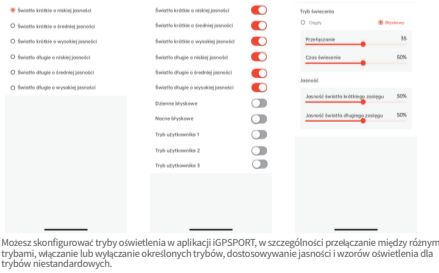 Światło krótkie o niskiej jasności
Światło krótkie o średniej jasności
Światło krótkie o wysokiej jasności
Światło długie o niskiej jasności
Światło długie o średniej jasności
Światło długie o wysokiej jasności
Światło krótkie o niskiej jasności
Światło krótkie o średniej jasności
Światło krótkie o wysokiej jasności
Światło długie o niskiej jasności
Światło długie o średniej jasności
Światło długie o wysokiej jasności
Dzienne błyskowe
Nocne błyskowe
Tryb użytkownika 1
Tryb użytkownika 2
Tryb użytkownika 3
Tryb świecenia
Ciągły Błyskowy
Przełączanie 3S
Czas świecenia 50%
Jasność
Jasność światła krótkiego zasięgu 50%
Jasność światła długiego zasięgu 50%
Możesz skonfigurować tryby oświetlenia w aplikacji iGPSPORT, w szczególności przełączanie między różnymi
trybami, włączanie lub wyłączanie określonych trybów, dostosowywanie jasności i wzorów oświetlenia dla
trybów niestandardowych.